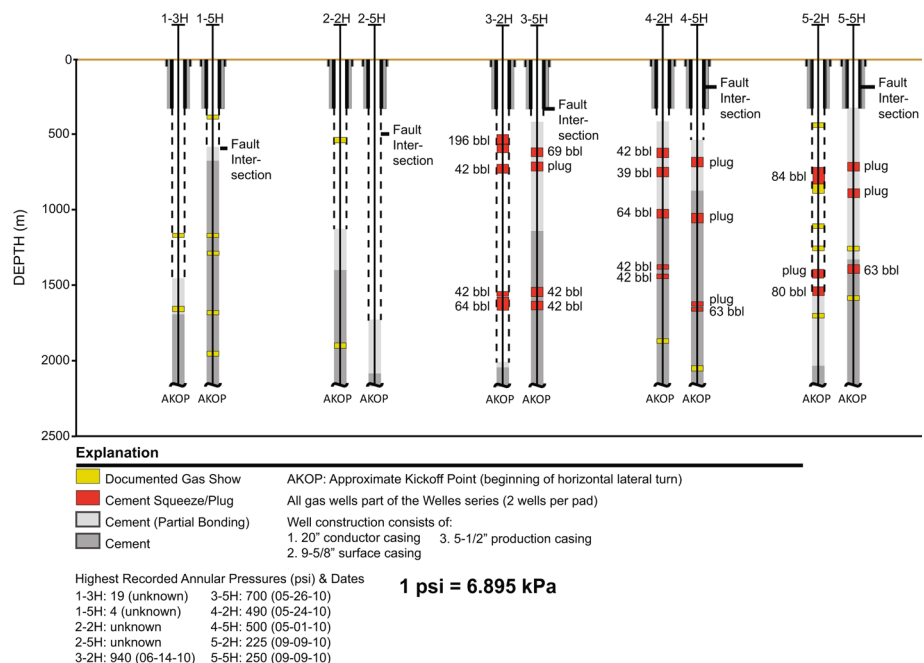 1-3H 1-5H 2-2H 2-5H 3-2H 3-5H 4-2H 4-5H 5-2H 5-5H
0
500
1000
1500
2000
2500
DEPTH (m)
Fault
Inter-
section
Fault
Inter-
section
196 bbl
42 bbl
42 bbl
64 bbl
Fault
Inter-
section
69 bbl
plug
42 bbl
42 bbl
42 bbl
39 bbl
64 bbl
42 bbl
42 bbl
Fault
Inter-
section
plug
plug
plug
63 bbl
84 bbl
plug
80 bbl
Fault
Inter-
section
plug
plug
63 bbl
AKOP AKOP AKOP AKOP AKOP AKOP AKOP AKOP AKOP AKOP
Explanation
Documented Gas Show
Cement Squeeze/Plug
Cement (Partial Bonding)
Cement
AKOP: Approximate Kickoff Point (beginning of horizontal lateral turn)
All gas wells part of the Welles series (2 wells per pad)
Well construction consists of:
1. 20” conductor casing 3. 5-1/2” production casing
2. 9-5/8” surface casing
Highest Recorded Annular Pressures (psi) & Dates
1-3H: 19 (unknown) 3-5H: 700 (05-26-10)
1-5H: 4 (unknown) 4-2H: 490 (05-24-10)
2-2H: unknown 4-5H: 500 (05-01-10)
2-5H: unknown 5-2H: 225 (09-09-10)
3-2H: 940 (06-14-10) 5-5H: 250 (09-09-10)
1 psi = 6.895 kPa